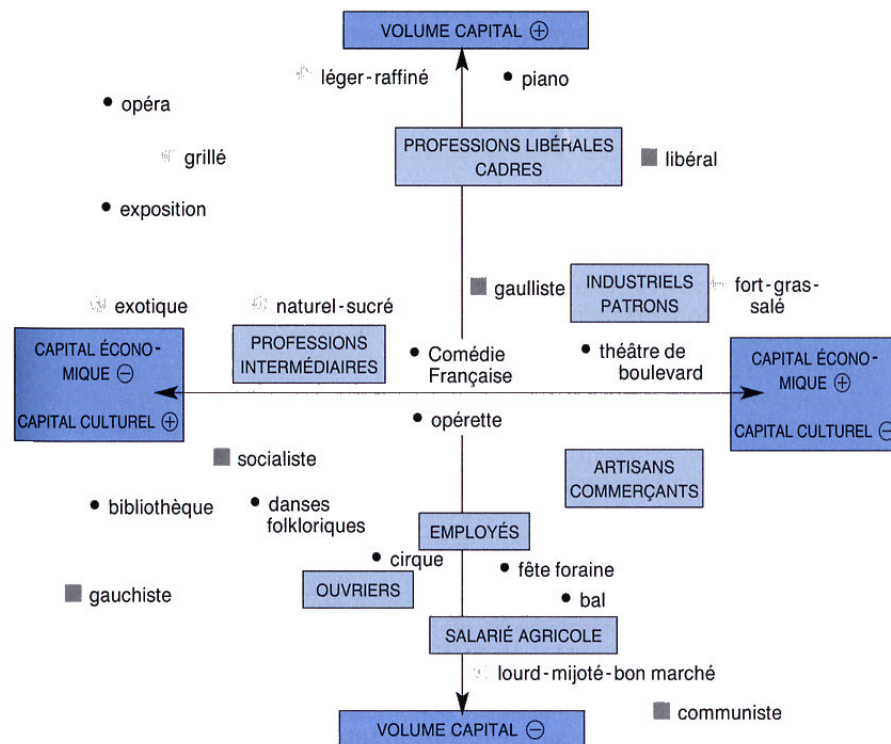 VOLUME CAPITAL ⊕
léger-raffiné
piano
opéra
PROFESSIONS LIBÉRALES
CADRES
grillé
libéral
exposition
gaulliste
INDUSTRIELS
PATRONS
fort-gras-
salé
exotique
naturel-sucré
CAPITAL ÉCONO-
MIQUE ⊖
CAPITAL CULTUREL ⊕
PROFESSIONS
INTERMÉDIAIRES
Comédie
Française
théâtre de
boulevard
CAPITAL ÉCONO-
MIQUE ⊕
CAPITAL CULTUREL ⊖
opérette
socialiste
ARTISANS
COMMERÇANTS
bibliothèque
danses
folkloriques
EMPLOYÉS
cirque
fête foraine
gauchiste
OUVRIERS
bal
SALARIÉ AGRICOLE
lourd-mijoté-bon marché
communiste
VOLUME CAPITAL ⊖